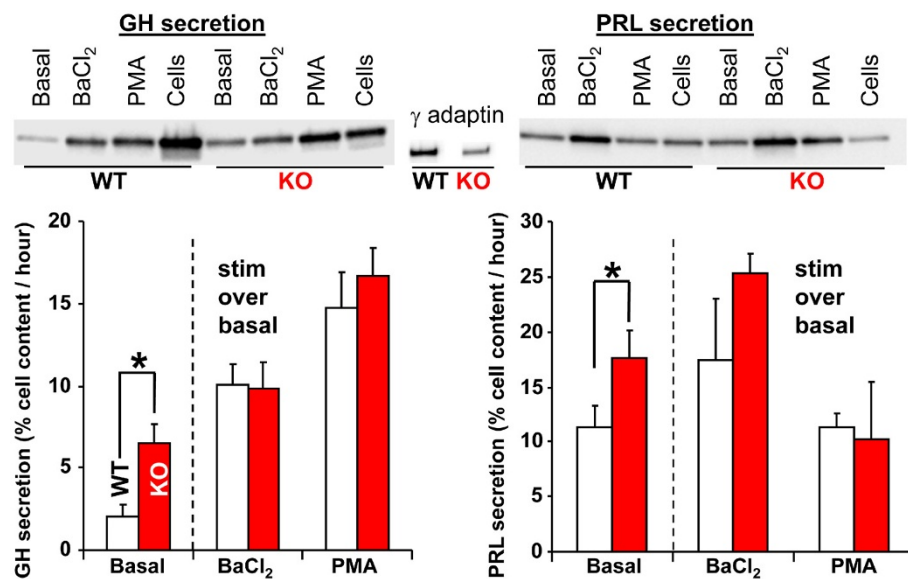 GH secretion
Basal
BaCl₂
PMA
Cells
Basal
BaCl₂
PMA
Cells
WT
KO
γ adaptin
WT KO
PRL secretion
Basal
BaCl₂
PMA
Cells
Basal
BaCl₂
PMA
Cells
WT
KO
GH secretion (% cell content / hour)
20
15
10
5
0
*
WT
KO
stim
over
basal
Basal
BaCl₂
PMA
PRL secretion (% cell content / hour)
30
25
20
15
10
5
0
*
stim
over
basal
Basal
BaCl₂
PMA